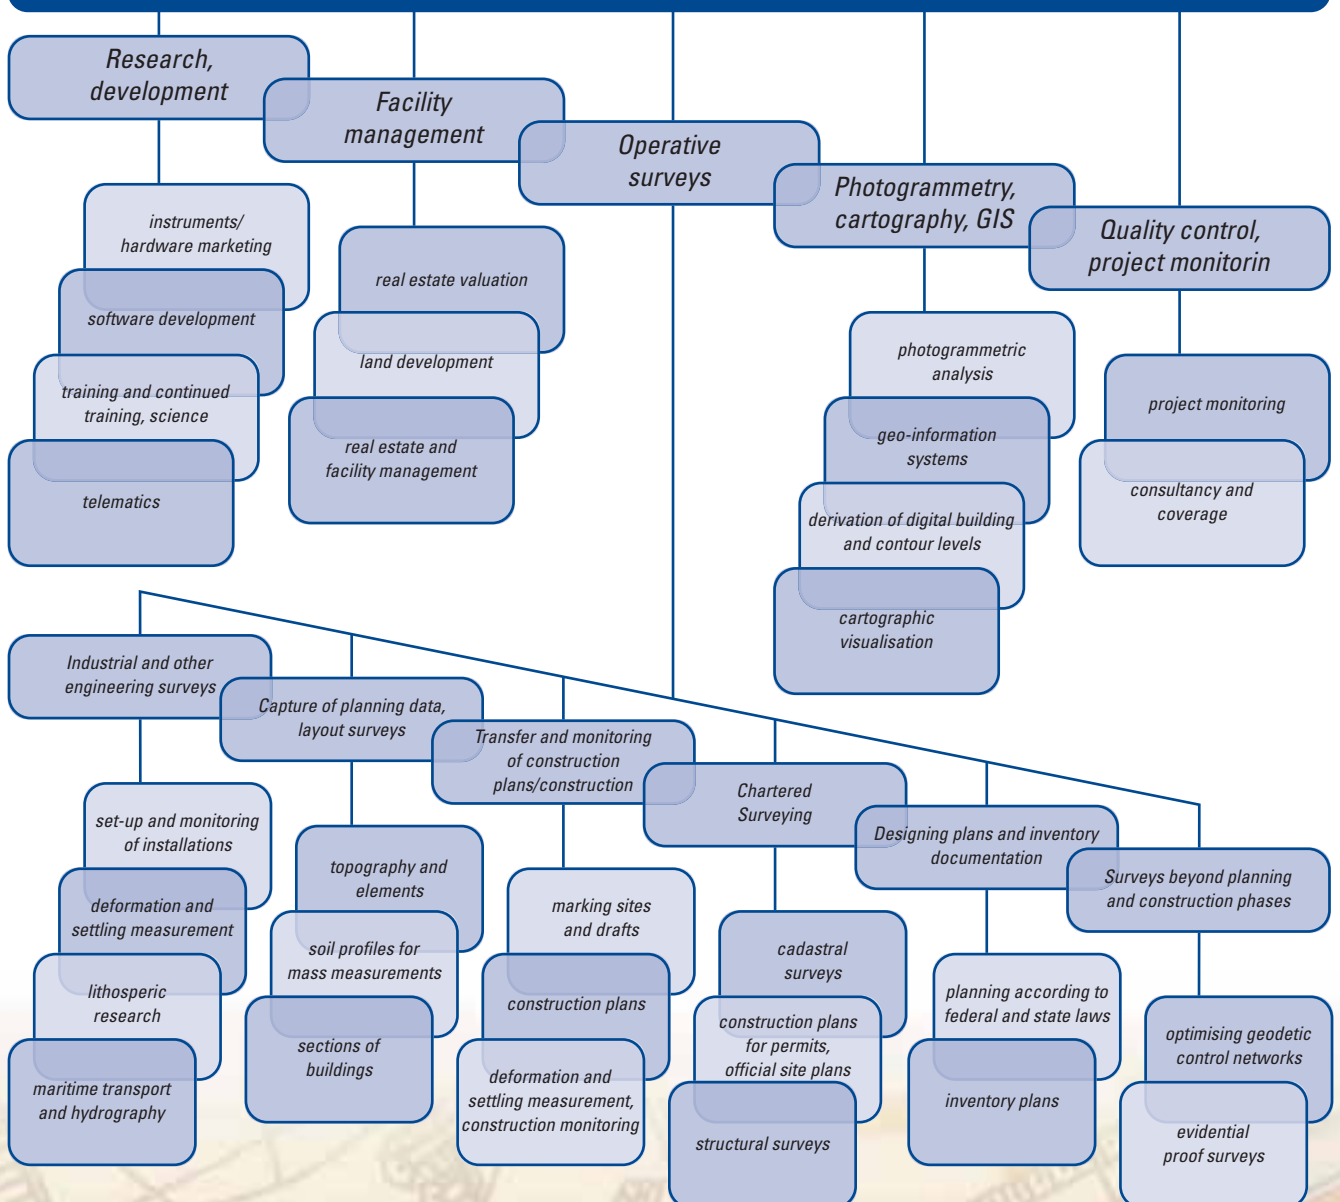 Research,
development
Facility
management
Operative
surveys
Photogrammetry,
cartography, GIS
Quality control,
project monitorin
instruments/
hardware marketing
software development
training and continued
training, science
telematics
real estate valuation
land development
real estate and
facility management
photogrammetric
analysis
geo-information
systems
derivation of digital building
and contour levels
cartographic
visualisation
project monitoring
consultancy and
coverage
Industrial and other
engineering surveys
Capture of planning data,
layout surveys
Transfer and monitoring
of construction
plans/construction
Chartered
Surveying
Designing plans and inventory
documentation
Surveys beyond planning
and construction phases
set-up and monitoring
of installations
deformation and
settling measurement
lithosperic
research
maritime transport
and hydrography
topography and
elements
soil profiles for
mass measurements
sections of
buildings
marking sites
and drafts
construction plans
deformation and
settling measurement,
construction monitoring
cadastral
surveys
construction plans
for permits,
official site plans
structural surveys
planning according to
federal and state laws
inventory plans
optimising geodetic
control networks
evidential
proof surveys